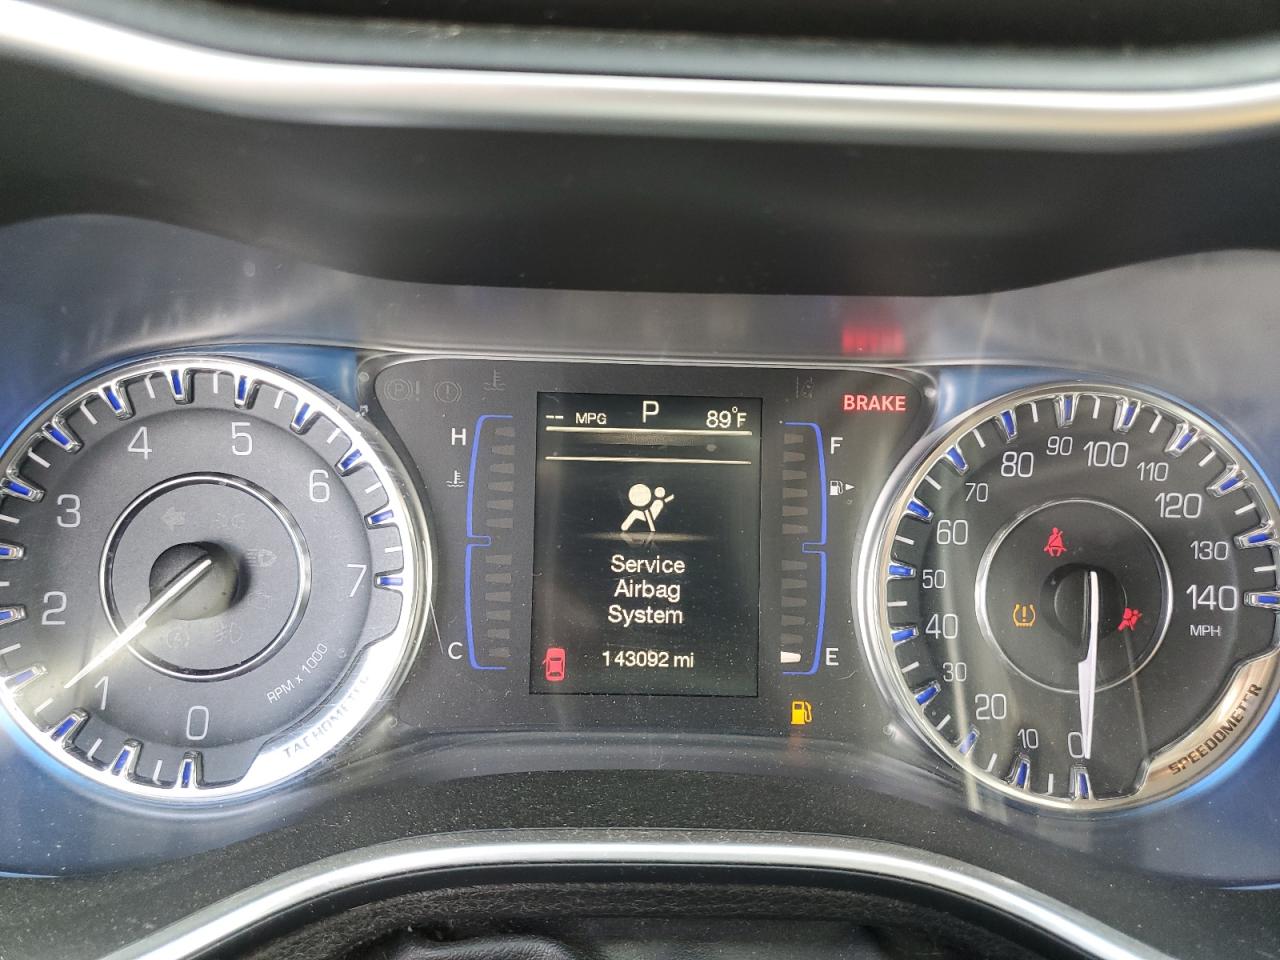 BRAKE
-- MPG P 89°F
H
F
Service
Airbag
System
C
143092 mi
E
0
1
2
3
4
5
6
7
RPM x 1000
TACHOMETER
0
10
20
30
40
50
60
70
80
90
100
110
120
130
140
MPH
SPEEDOMETER